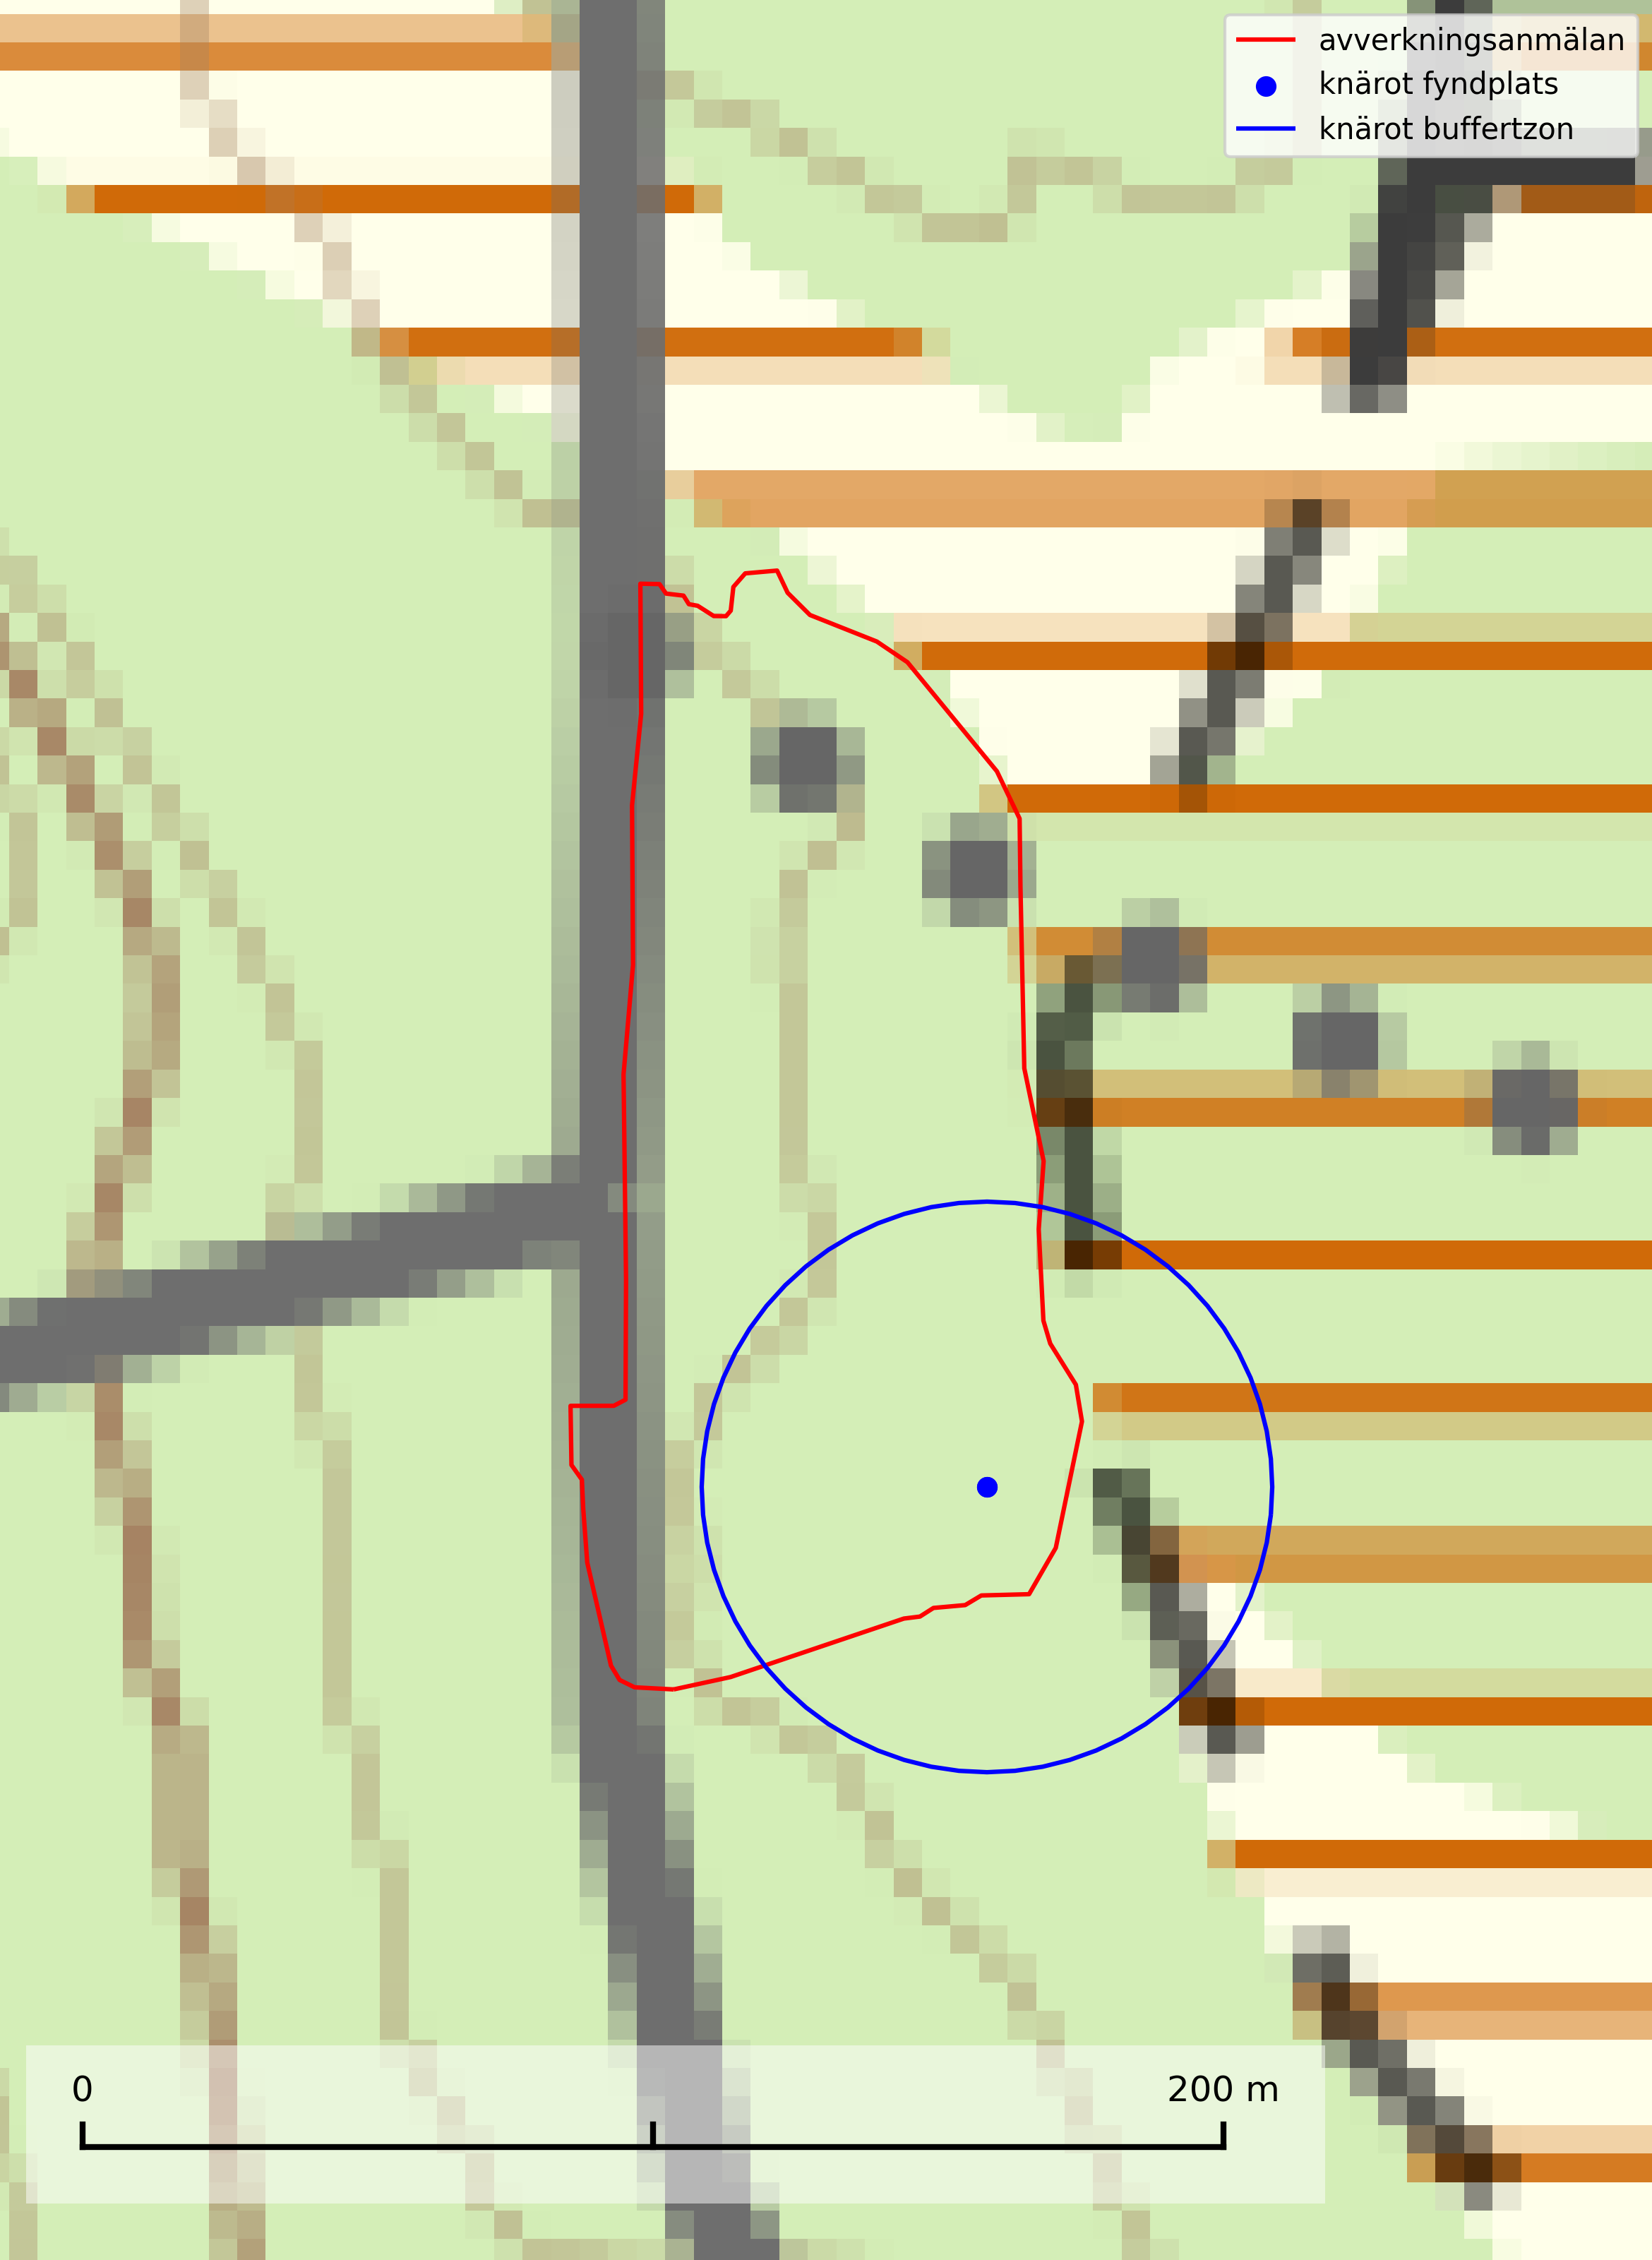 avverkningsanmälan
knärot fyndplats
knärot buffertzon
0 200 m